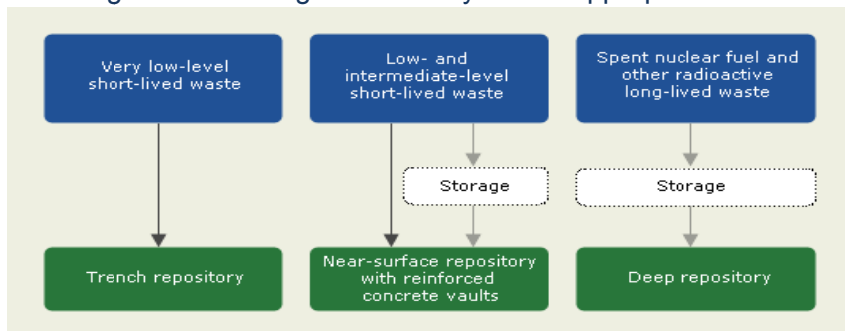 Very low-level
short-lived waste
Low- and
intermediate-level
short-lived waste
Spent nuclear fuel and
other radioactive
long-lived waste
Storage
Storage
Trench repository
Near-surface repository
with reinforced
concrete vaults
Deep repository